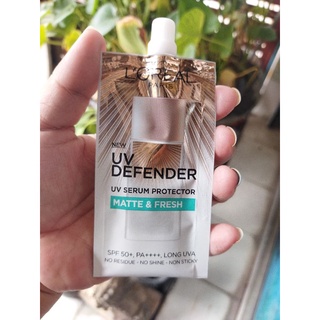 L'ORÉAL
NEW
UV
DEFENDER
UV SERUM PROTECTOR
MATTE & FRESH
SPF 50+, PA++++, LONG UVA
NO RESIDUE - NO SHINE - NON STICKY